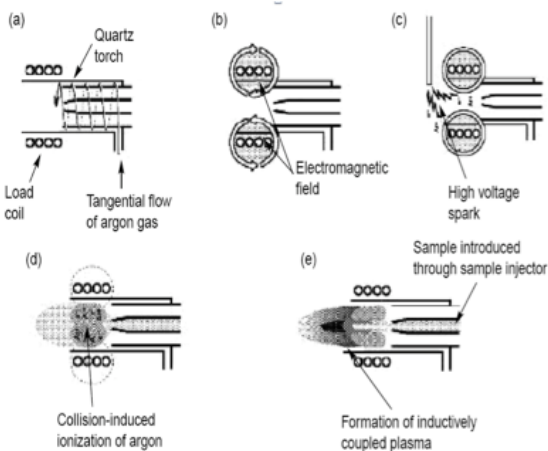 (a)
Quartz
torch
Load
coil
Tangential flow
of argon gas
(b)
Electromagnetic
field
(c)
High voltage
spark
(d)
Collision-induced
ionization of argon
(e)
Sample introduced
through sample injector
Formation of inductively
coupled plasma